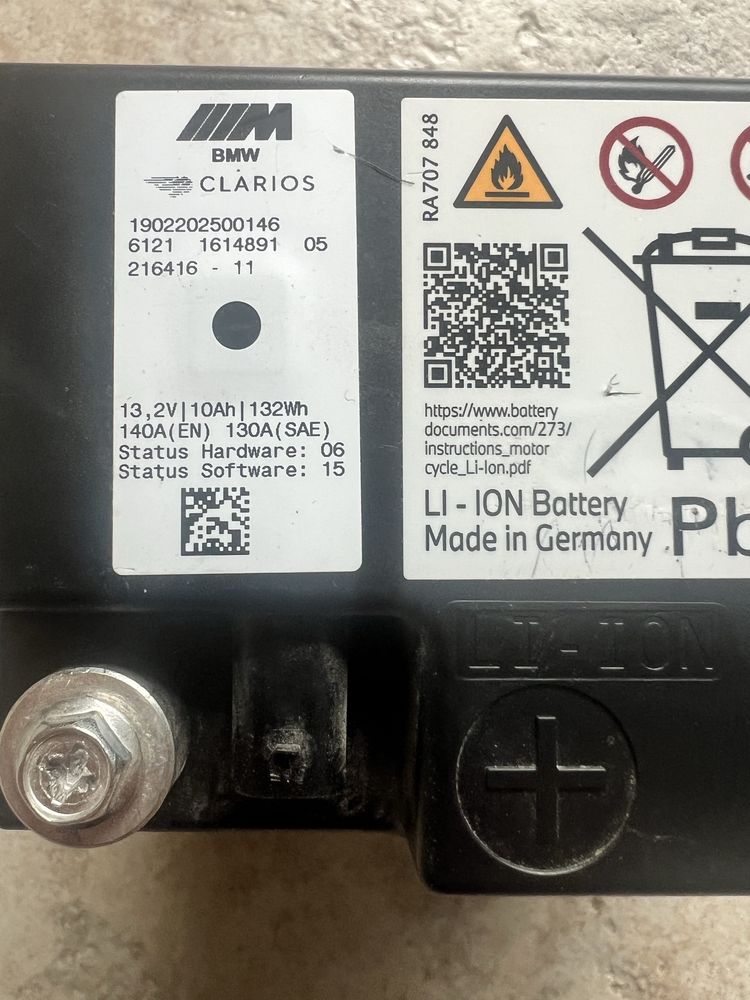 M
BMW
CLARIOS
1902202500146
6121 1614891 05
216416 - 11
13,2V|10Ah|132Wh
140A(EN) 130A(SAE)
Status Hardware: 06
Status Software: 15
RA707 848
https://www.battery
documents.com/273/
instructions_motor
cycle_Li-Ion.pdf
LI - ION Battery
Made in Germany
Pb
LI-ION
+